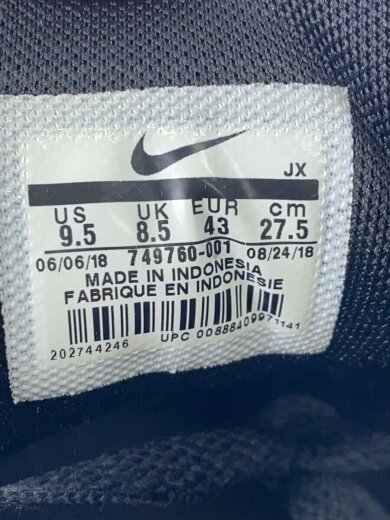 JX
US UK EUR cm
9.5 8.5 43 27.5
06/06/18 749760-001 08/24/18
MADE IN INDONESIA
FABRIQUE EN INDONESIE
202744246 UPC 00888409971141